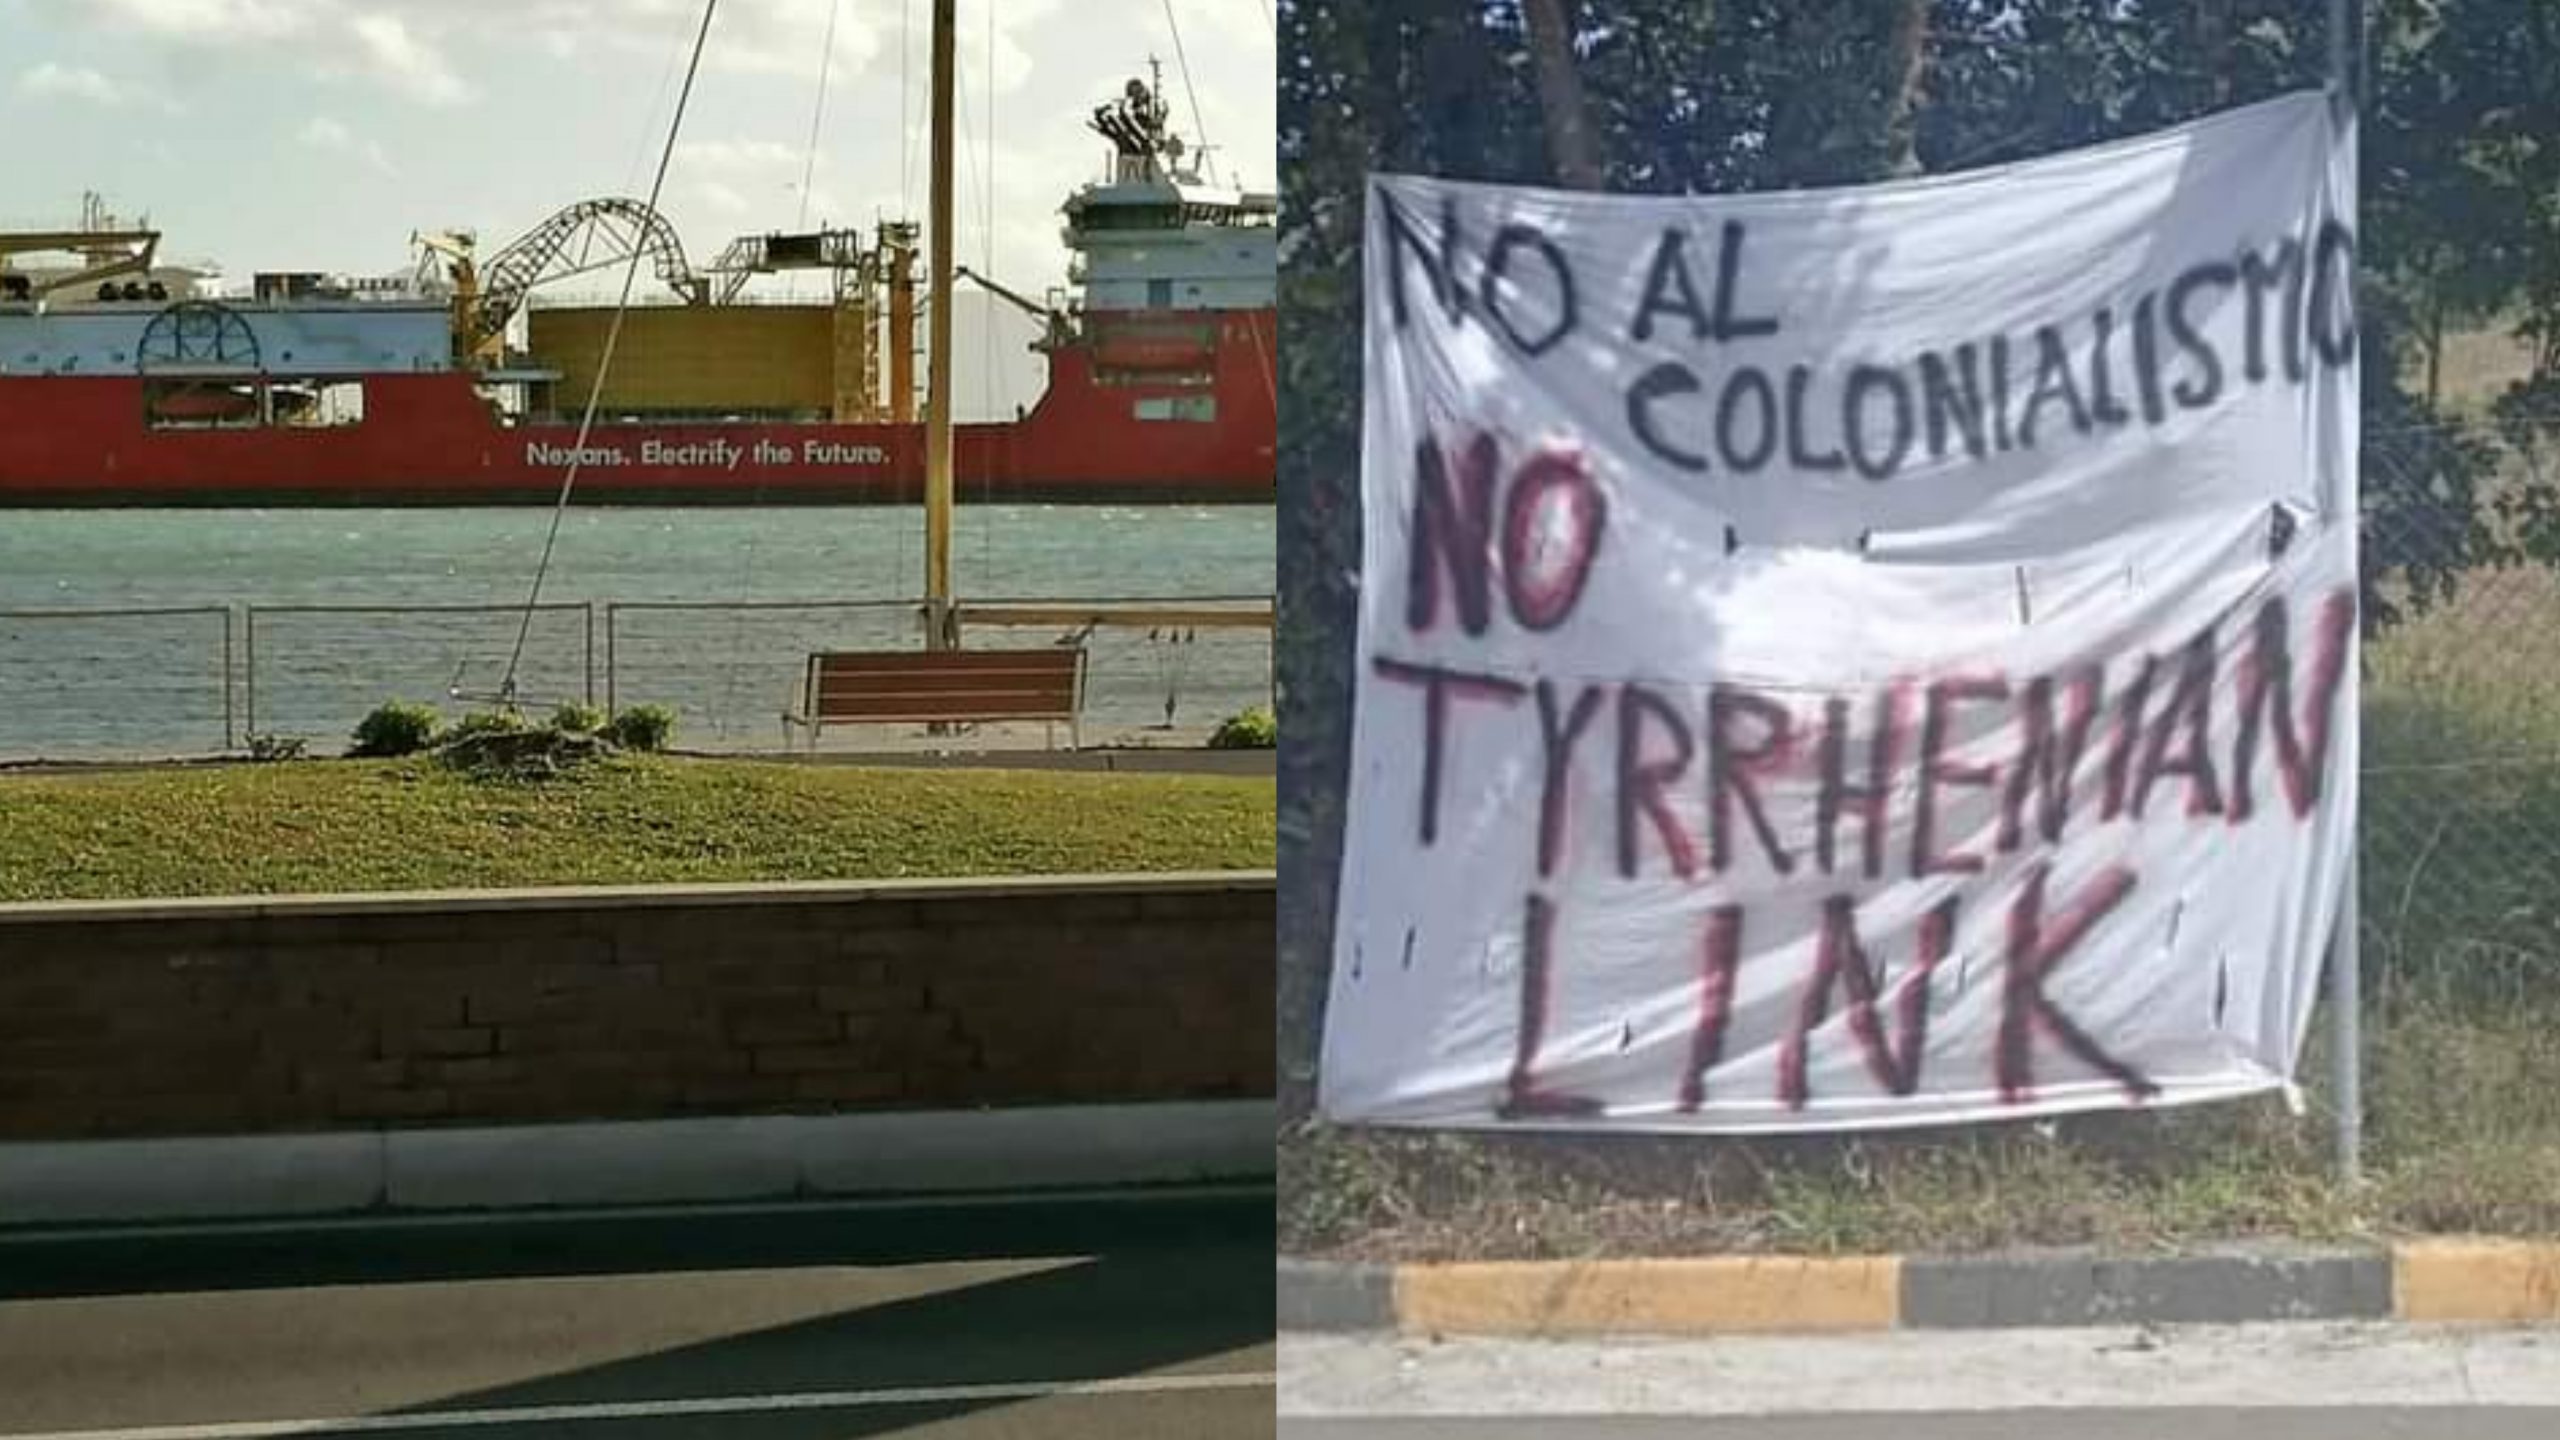 Nexans. Electrify the Future.
NO AL
COLONIALISMO
NO
TYRRHENIAN
LINK